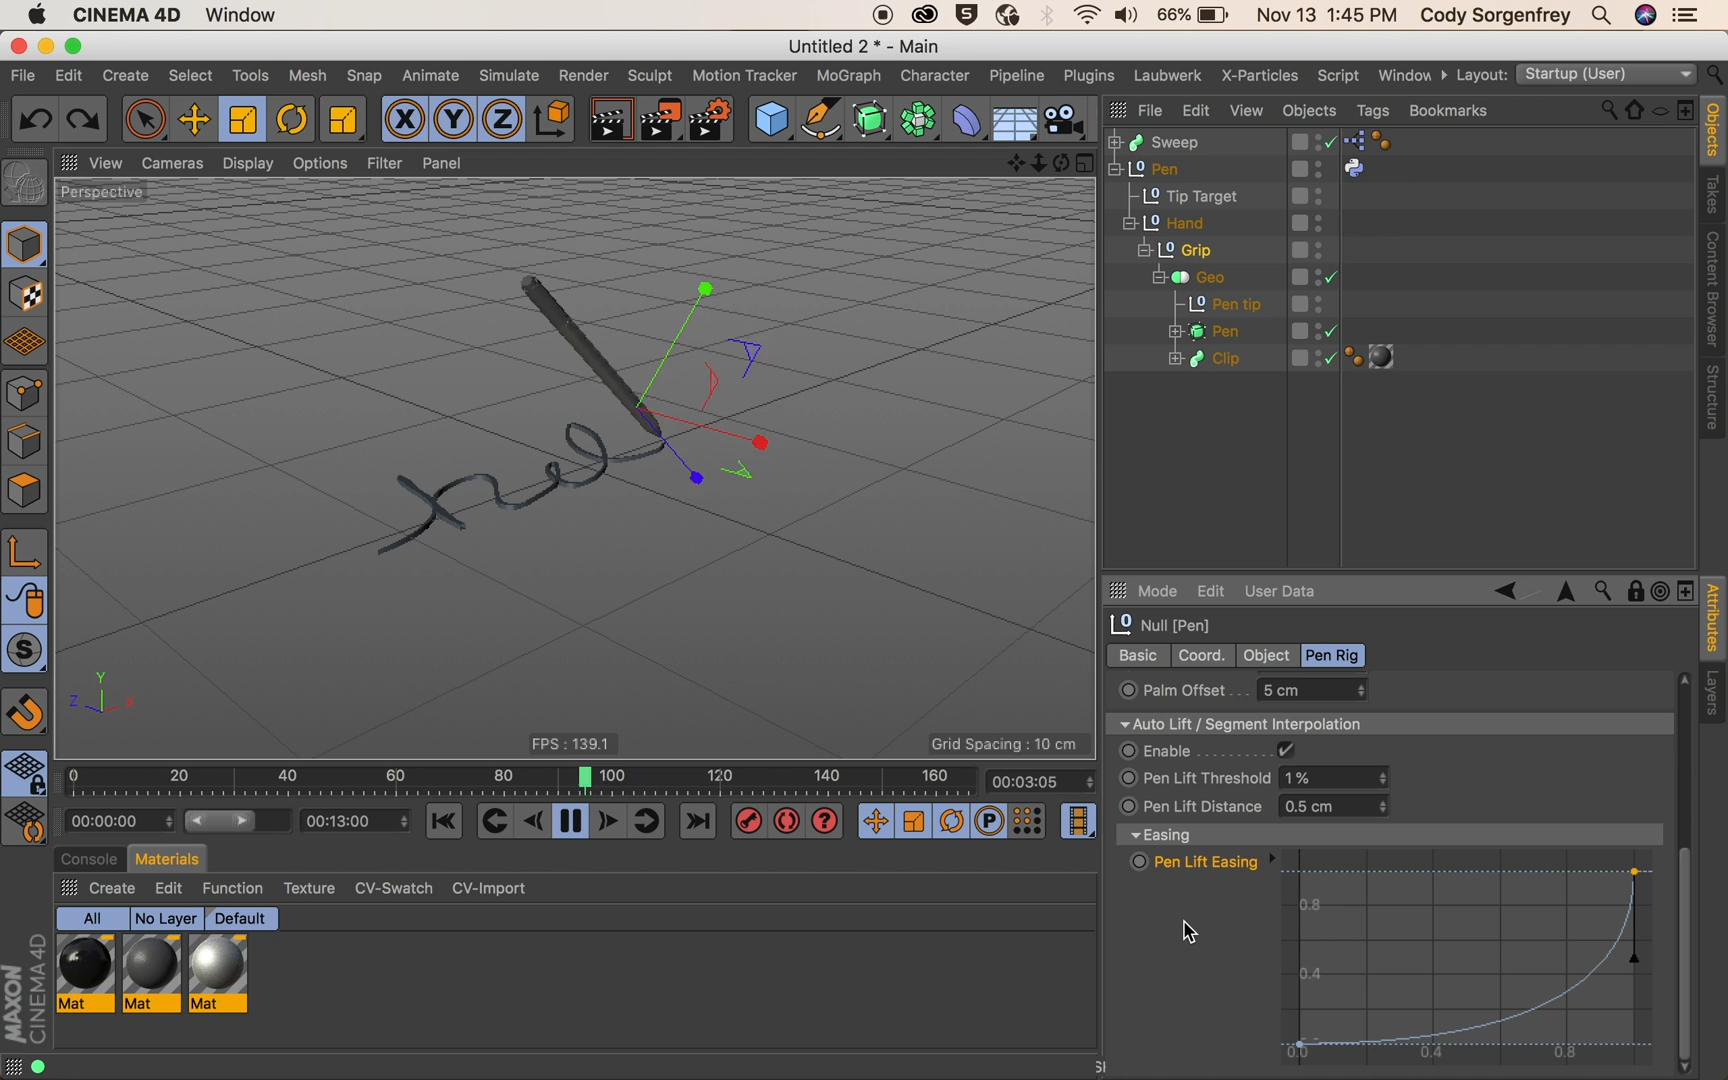 CINEMA 4D Window 66% Nov 13 1:45 PM Cody Sorgenfrey
Untitled 2 * - Main
File Edit Create Select Tools Mesh Snap Animate Simulate Render Sculpt Motion Tracker MoGraph Character Pipeline Plugins Laubwerk X-Particles Script Window Layout: Startup (User)
X Y Z
File Edit View Objects Tags Bookmarks
View Cameras Display Options Filter Panel
Perspective
Sweep
Pen
Tip Target
Hand
Grip
Geo
Pen tip
Pen
Clip
Objects
Takes
Content Browser
Structure
Y
Z X
FPS : 139.1 Grid Spacing : 10 cm
0 20 40 60 80 100 120 140 160 00:03:05
00:00:00 00:13:00
Console Materials
Create Edit Function Texture CV-Swatch CV-Import
All No Layer Default
Mat Mat Mat
MAXON
CINEMA 4D
Mode Edit User Data
Null [Pen]
Basic Coord. Object Pen Rig
Palm Offset 5 cm
Auto Lift / Segment Interpolation
Enable
Pen Lift Threshold 1 %
Pen Lift Distance 0.5 cm
Easing
Pen Lift Easing
0.8
0.4
0.0 0.4 0.8
Attributes
Layers